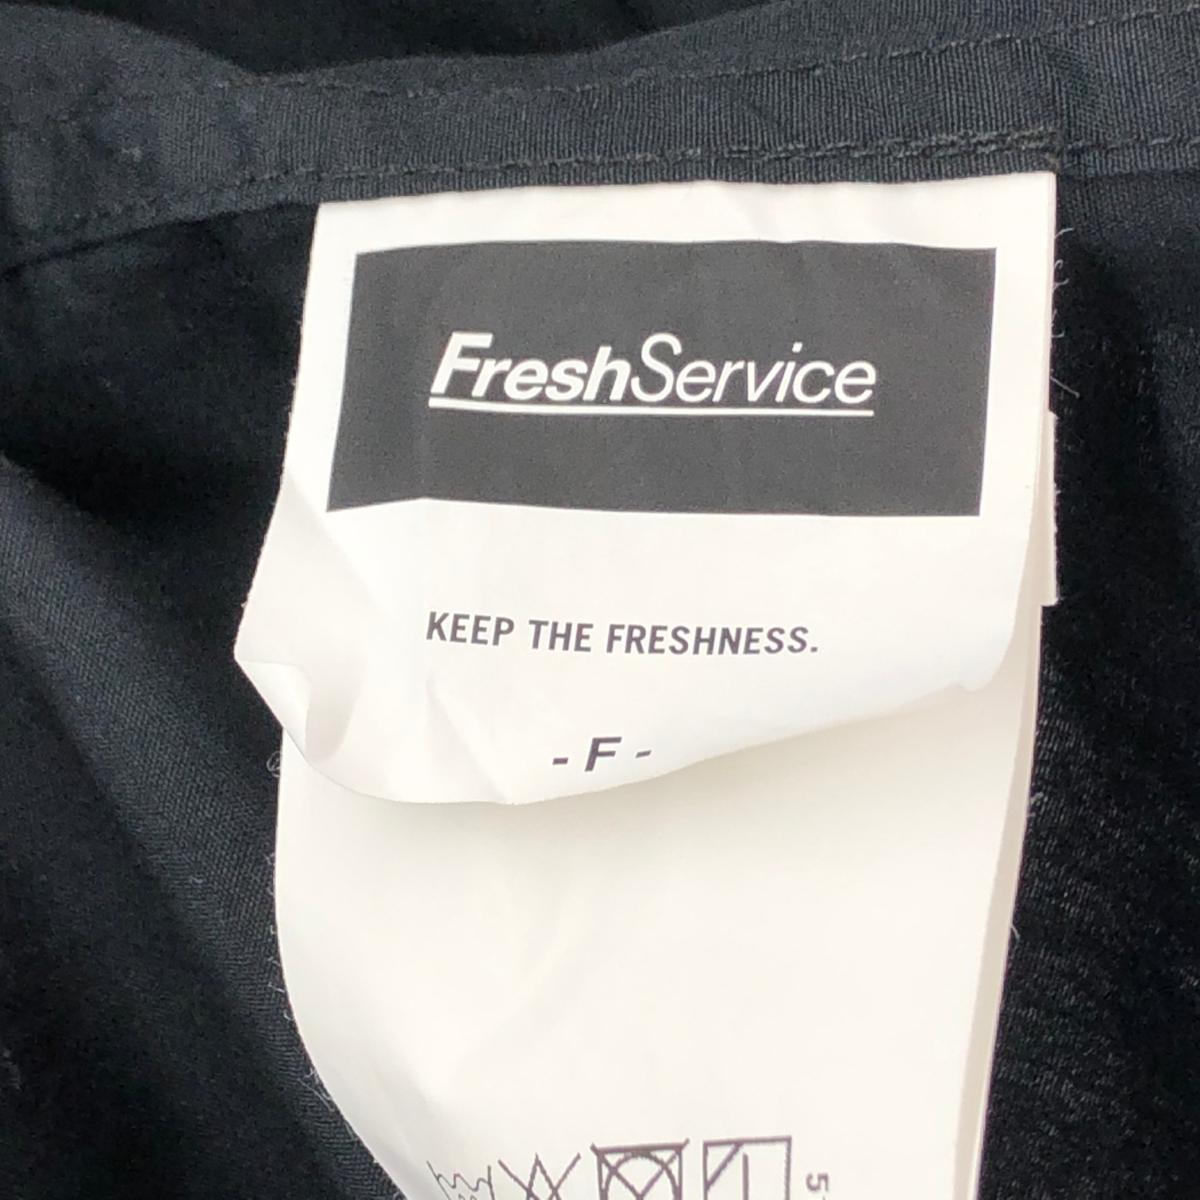 FreshService
KEEP THE FRESHNESS.
- F -